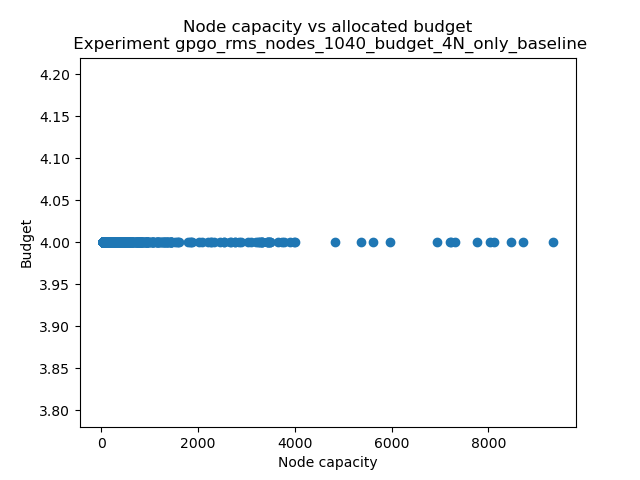 Node capacity vs allocated budget
Experiment gpgo_rms_nodes_1040_budget_4N_only_baseline
4.20
4.15
4.10
4.05
4.00
3.95
3.90
3.85
3.80
Budget
0 2000 4000 6000 8000
Node capacity